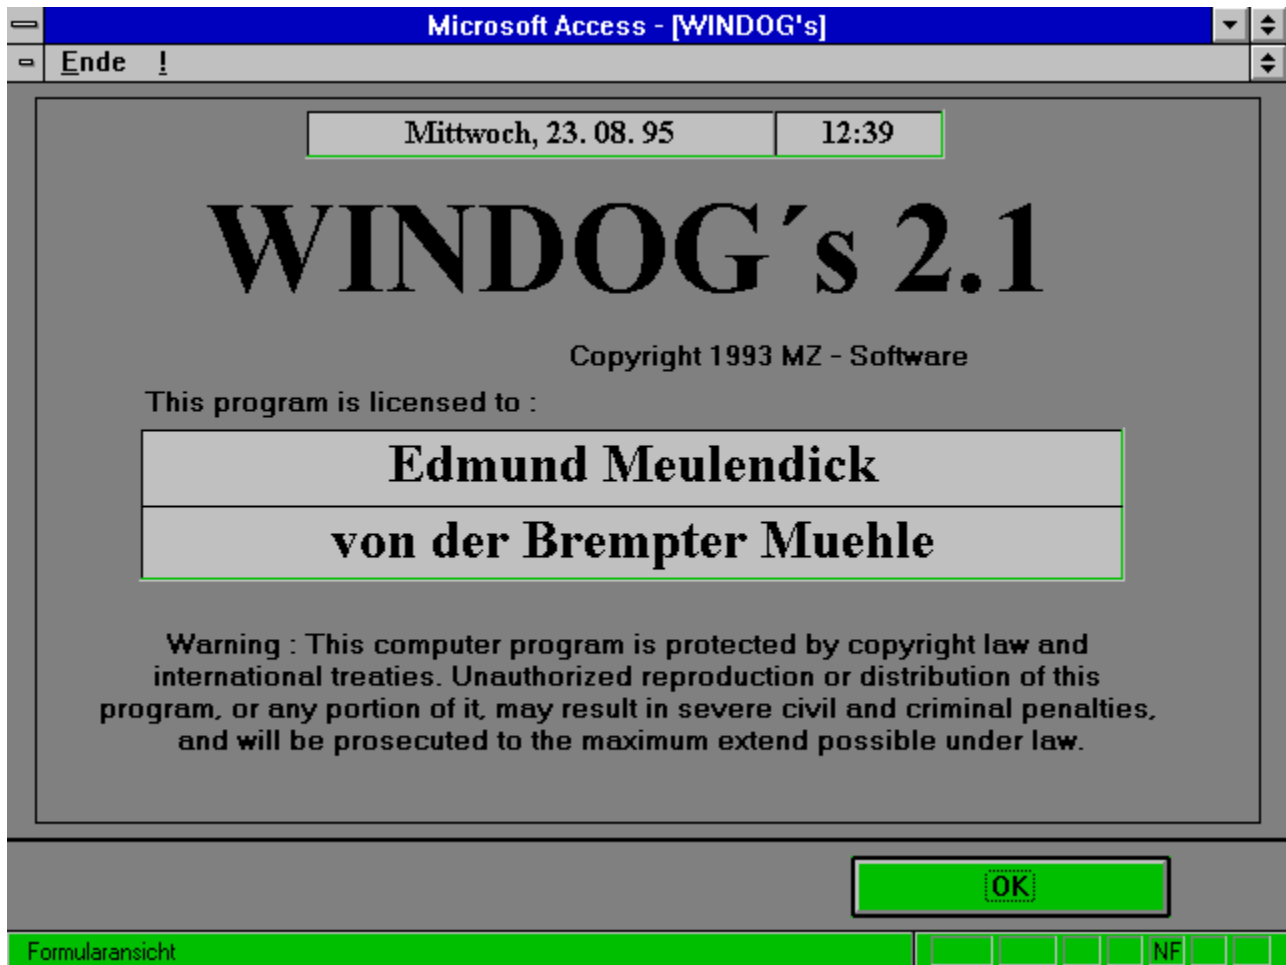 Microsoft Access - [WINDOG's]
Ende !
Mittwoch, 23. 08. 95 12:39
WINDOG´s 2.1
Copyright 1993 MZ - Software
This program is licensed to :
Edmund Meulendick
von der Brempter Muehle
Warning : This computer program is protected by copyright law and
international treaties. Unauthorized reproduction or distribution of this
program, or any portion of it, may result in severe civil and criminal penalties,
and will be prosecuted to the maximum extend possible under law.
OK
Formularansicht NF